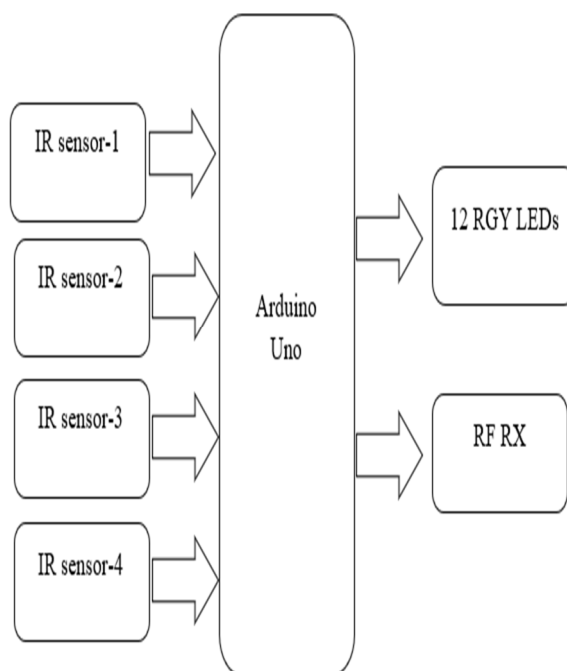 IR sensor-1
IR sensor-2
IR sensor-3
IR sensor-4
Arduino
Uno
12 RGY LEDs
RF RX